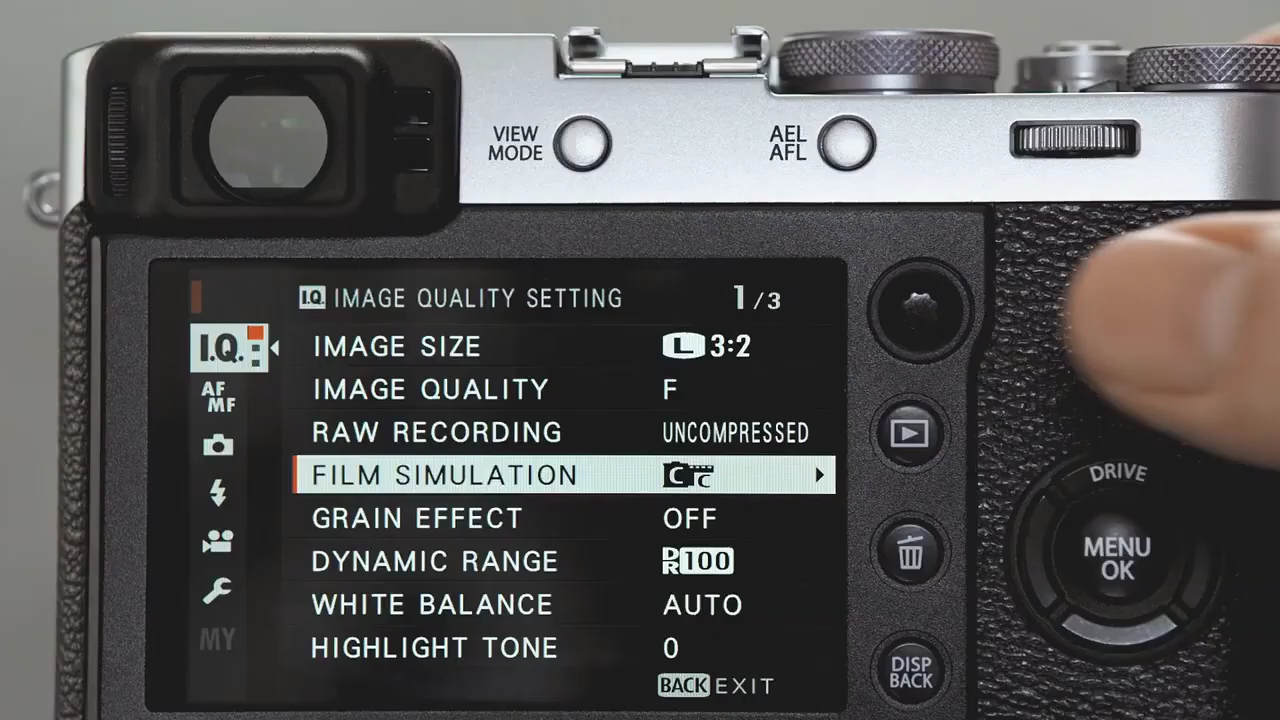 VIEW
MODE
AEL
AFL
I.Q. IMAGE QUALITY SETTING 1/3
I.Q.
IMAGE SIZE L 3:2
AF
MF
IMAGE QUALITY F
RAW RECORDING UNCOMPRESSED
FILM SIMULATION C C
GRAIN EFFECT OFF
DYNAMIC RANGE DR100
WHITE BALANCE AUTO
MY
HIGHLIGHT TONE 0
BACK EXIT
DRIVE
MENU
OK
DISP
BACK